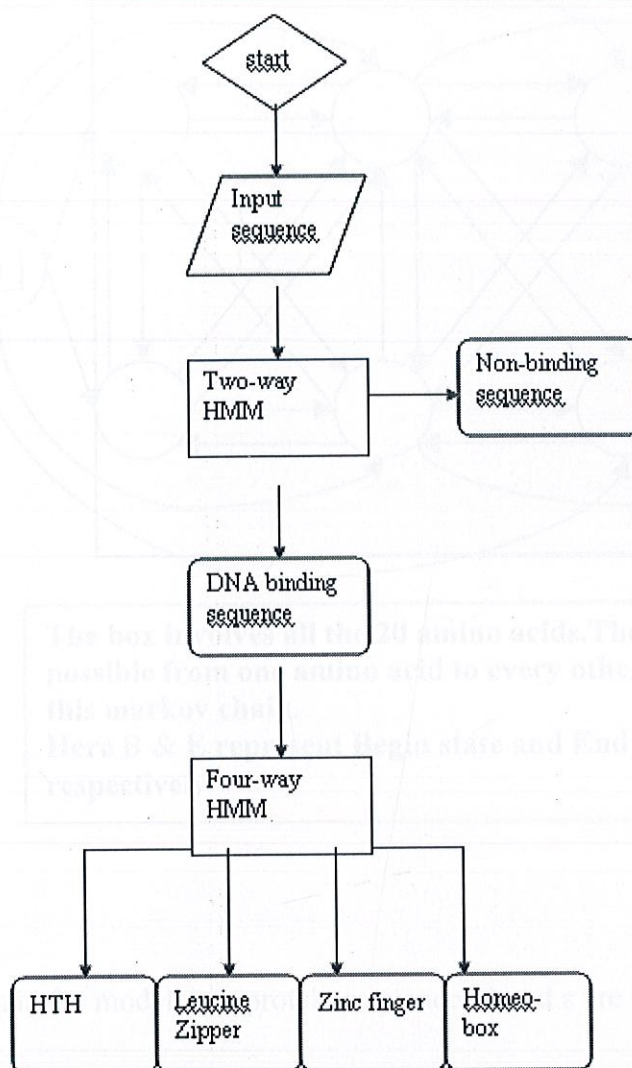 start
Input
sequence
Two-way
HMM
Non-binding
sequence
DNA binding
sequence
The box involves all the 20 amino acids.The
possible from one amino acid to every othe
this markov chain
Here B & E represent Begin state and End
respectively
Four-way
HMM
HTH
Leucine
Zipper
Zinc finger
Homeo-
box